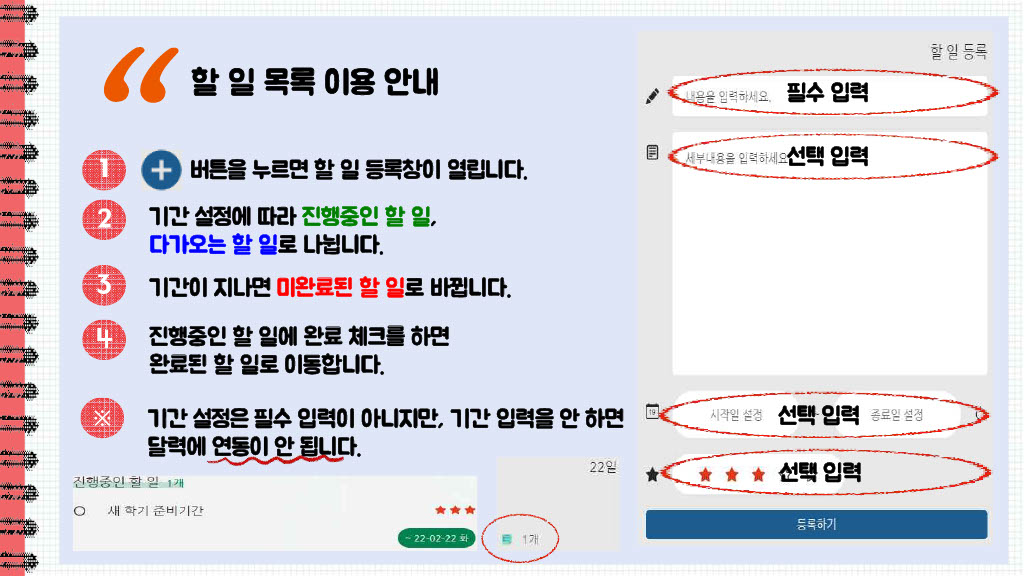 할 일 목록 이용 안내
1 + 버튼을 누르면 할 일 등록창이 열립니다.
2 기간 설정에 따라 진행중인 할 일,
다가오는 할 일로 나뉩니다.
3 기간이 지나면 미완료된 할 일로 바뀝니다.
4 진행중인 할 일에 완료 체크를 하면
완료된 할 일로 이동합니다.
※ 기간 설정은 필수 입력이 아니지만, 기간 입력을 안 하면
달력에 연동이 안 됩니다.
진행중인 할 일 1개
새 학기 준비기간
~ 22-02-22 화
22일
1개
할 일 등록
내용을 입력하세요. 필수 입력
세부내용을 입력하세요 선택 입력
19 시작일 설정 선택 입력 종료일 설정
선택 입력
등록하기